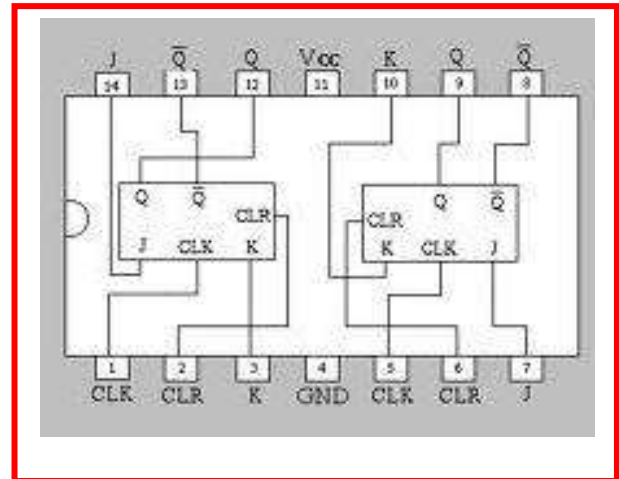 J Q̅ Q Vcc K Q Q̅
14 13 12 11 10 9 8
Q Q̅ Q Q̅
CLR CLR
J CLK K K CLK J
1 2 3 4 5 6 7
CLK CLR K GND CLK CLR J